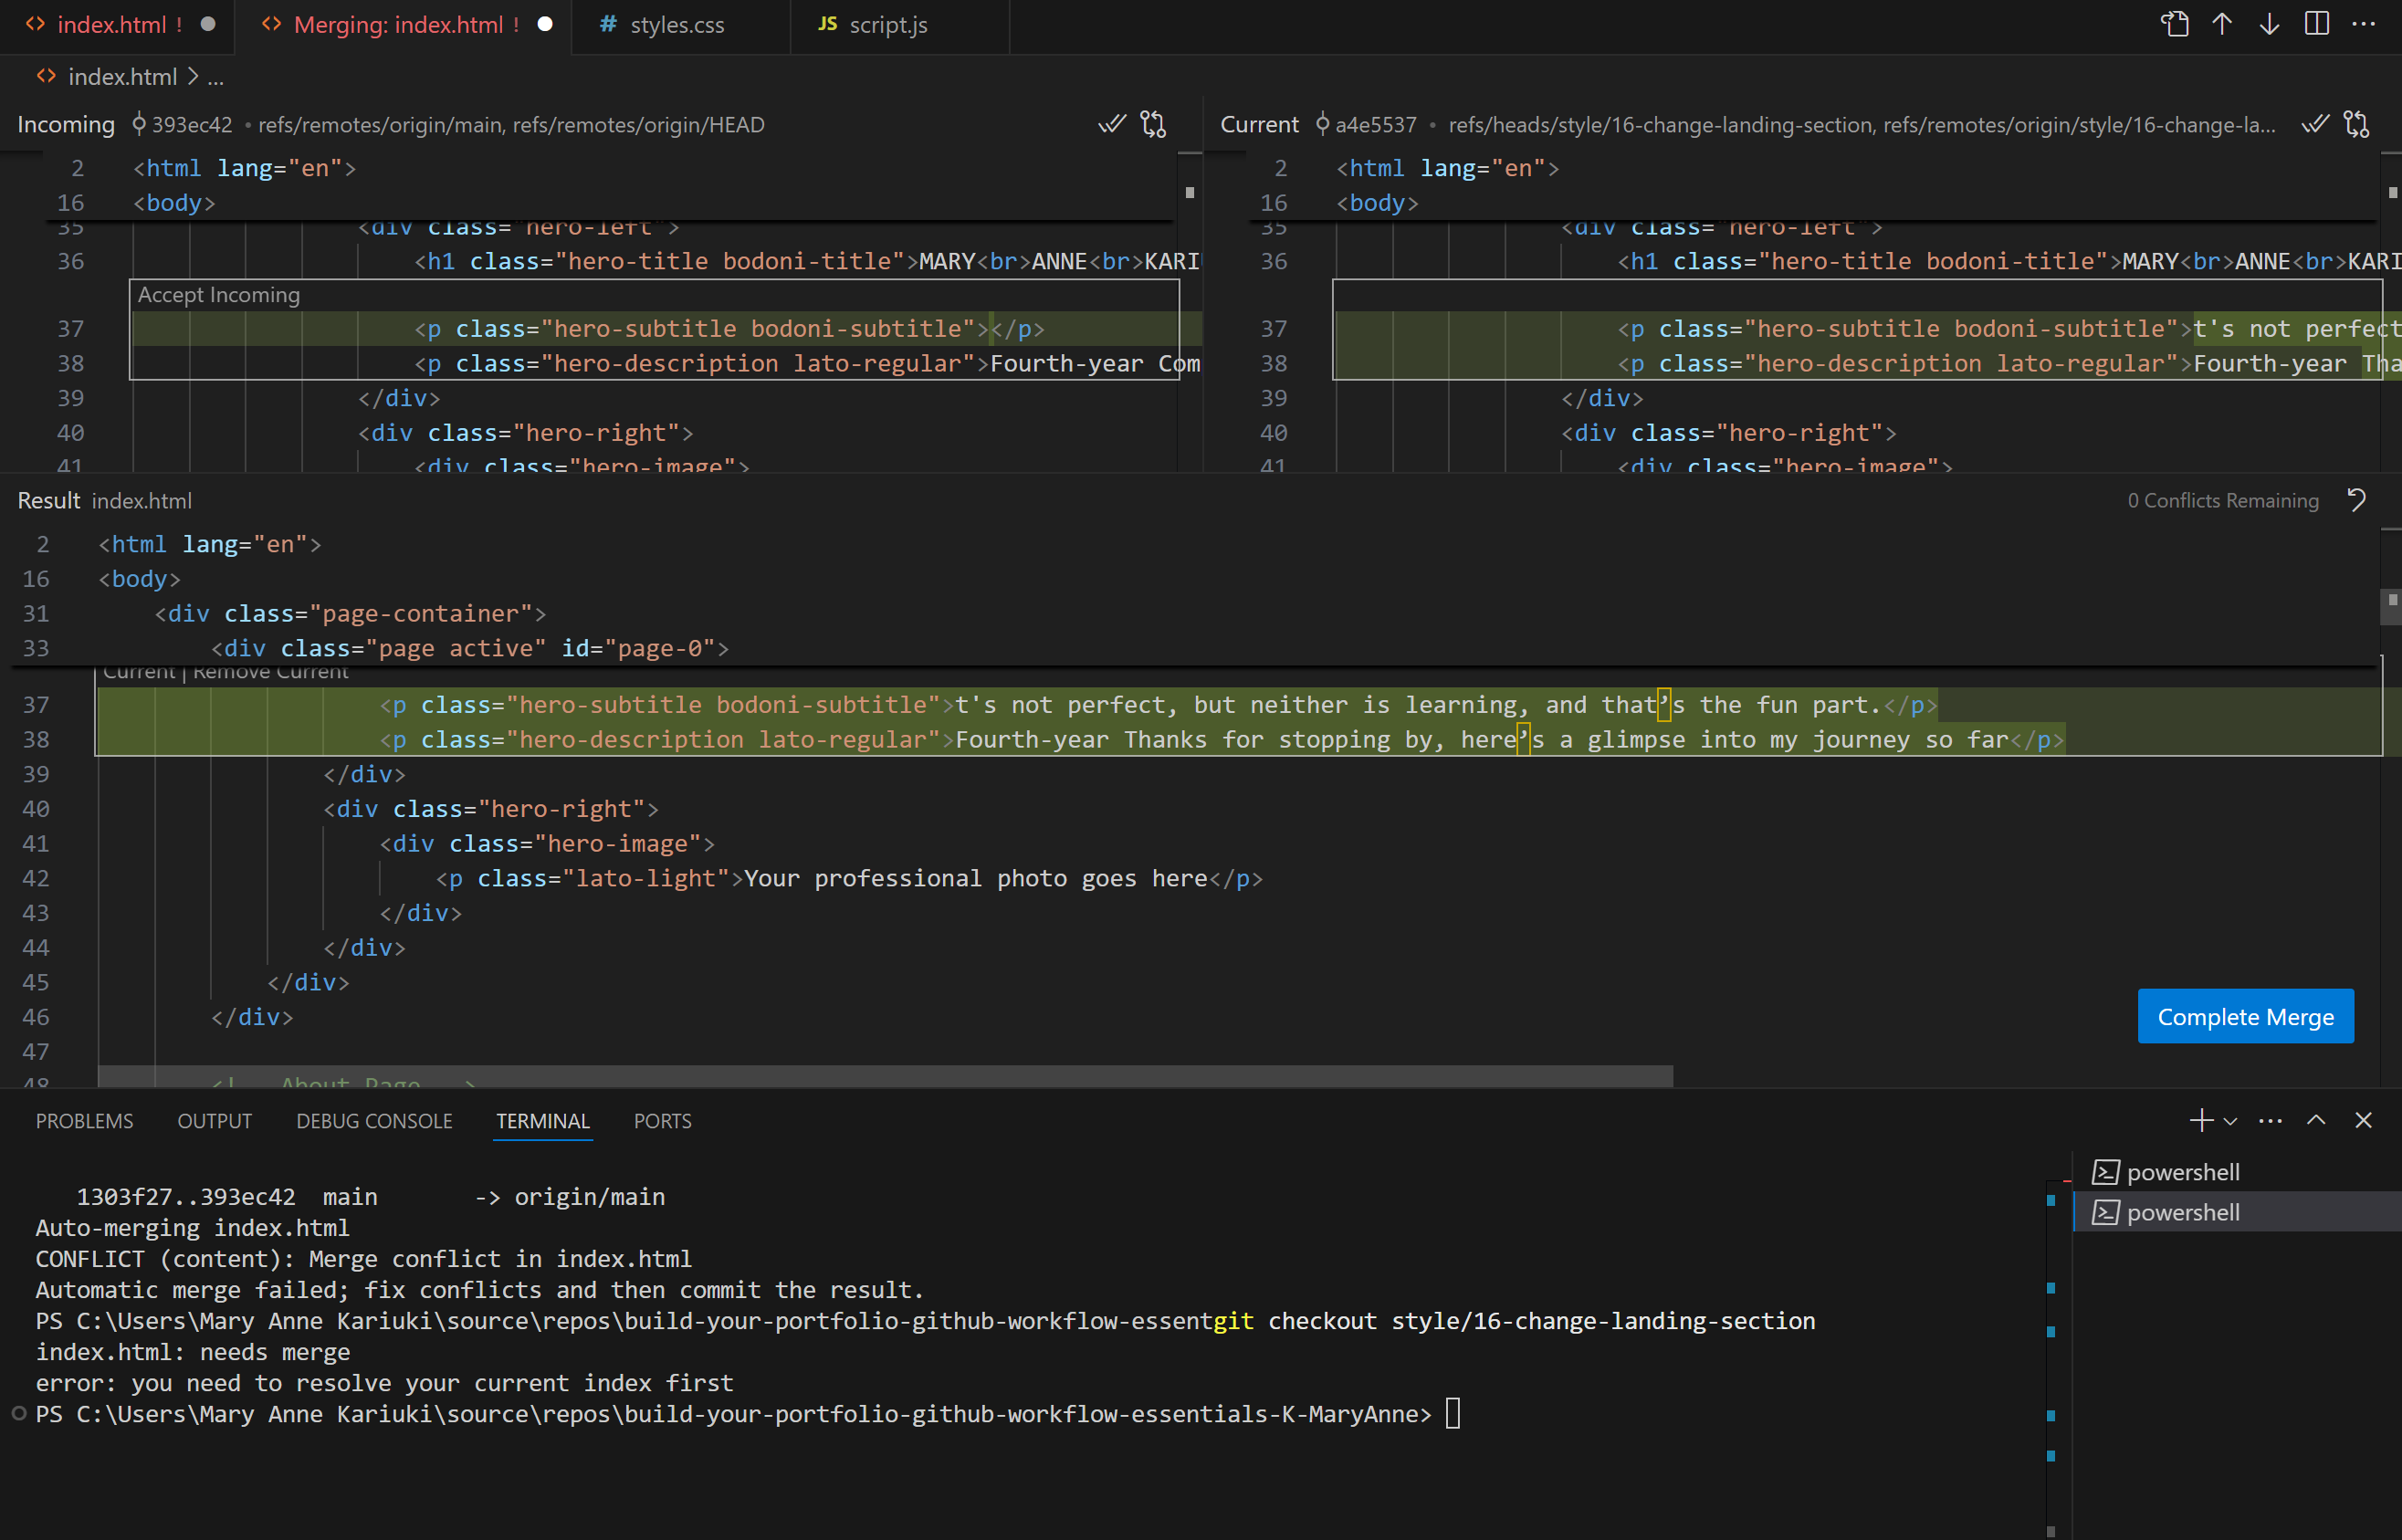 index.html !
Merging: index.html !
# styles.css
JS script.js
index.html > ...
Incoming 393ec42 • refs/remotes/origin/main, refs/remotes/origin/HEAD
2 <html lang="en">
16 <body>
35 <div class="hero-left">
36 <h1 class="hero-title bodoni-title">MARY<br>ANNE<br>KARI
Accept Incoming
37 <p class="hero-subtitle bodoni-subtitle"></p>
38 <p class="hero-description lato-regular">Fourth-year Com
39 </div>
40 <div class="hero-right">
41 <div class="hero-image">
Current a4e5537 • refs/heads/style/16-change-landing-section, refs/remotes/origin/style/16-change-la...
2 <html lang="en">
16 <body>
35 <div class="hero-left">
36 <h1 class="hero-title bodoni-title">MARY<br>ANNE<br>KARI
37 <p class="hero-subtitle bodoni-subtitle">t's not perfect
38 <p class="hero-description lato-regular">Fourth-year Tha
39 </div>
40 <div class="hero-right">
41 <div class="hero-image">
Result index.html
0 Conflicts Remaining
2 <html lang="en">
16 <body>
31 <div class="page-container">
33 <div class="page active" id="page-0">
Current | Remove Current
37 <p class="hero-subtitle bodoni-subtitle">t's not perfect, but neither is learning, and that’s the fun part.</p>
38 <p class="hero-description lato-regular">Fourth-year Thanks for stopping by, here’s a glimpse into my journey so far</p>
39 </div>
40 <div class="hero-right">
41 <div class="hero-image">
42 <p class="lato-light">Your professional photo goes here</p>
43 </div>
44 </div>
45 </div>
46 </div>
47
48 <!-- About Page -->
Complete Merge
PROBLEMS OUTPUT DEBUG CONSOLE TERMINAL PORTS
1303f27..393ec42 main -> origin/main
Auto-merging index.html
CONFLICT (content): Merge conflict in index.html
Automatic merge failed; fix conflicts and then commit the result.
PS C:\Users\Mary Anne Kariuki\source\repos\build-your-portfolio-github-workflow-essentgit checkout style/16-change-landing-section
index.html: needs merge
error: you need to resolve your current index first
PS C:\Users\Mary Anne Kariuki\source\repos\build-your-portfolio-github-workflow-essentials-K-MaryAnne>
powershell
powershell